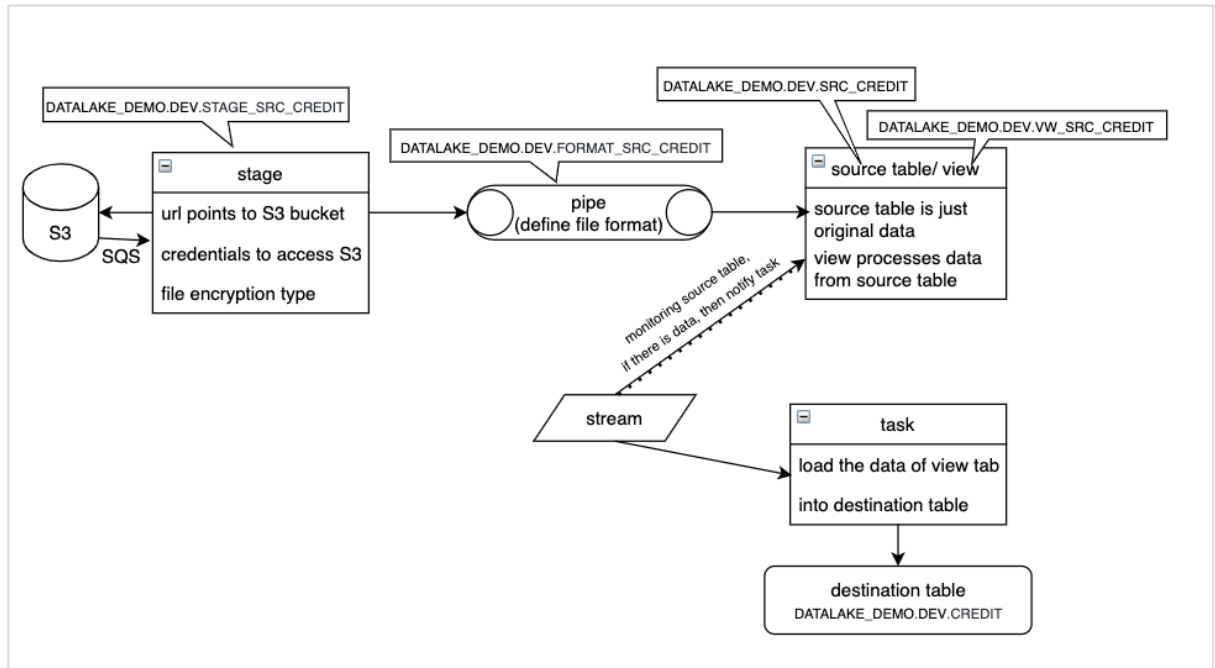 DATALAKE_DEMO.DEV.SRC_CREDIT
DATALAKE_DEMO.DEV.STAGE_SRC_CREDIT
DATALAKE_DEMO.DEV.VW_SRC_CREDIT
DATALAKE_DEMO.DEV.FORMAT_SRC_CREDIT
stage
url points to S3 bucket
credentials to access S3
file encryption type
S3
SQS
pipe
(define file format)
source table/ view
source table is just
original data
view processes data
from source table
monitoring source table,
if there is data, then notify task
stream
task
load the data of view tab
into destination table
destination table
DATALAKE_DEMO.DEV.CREDIT